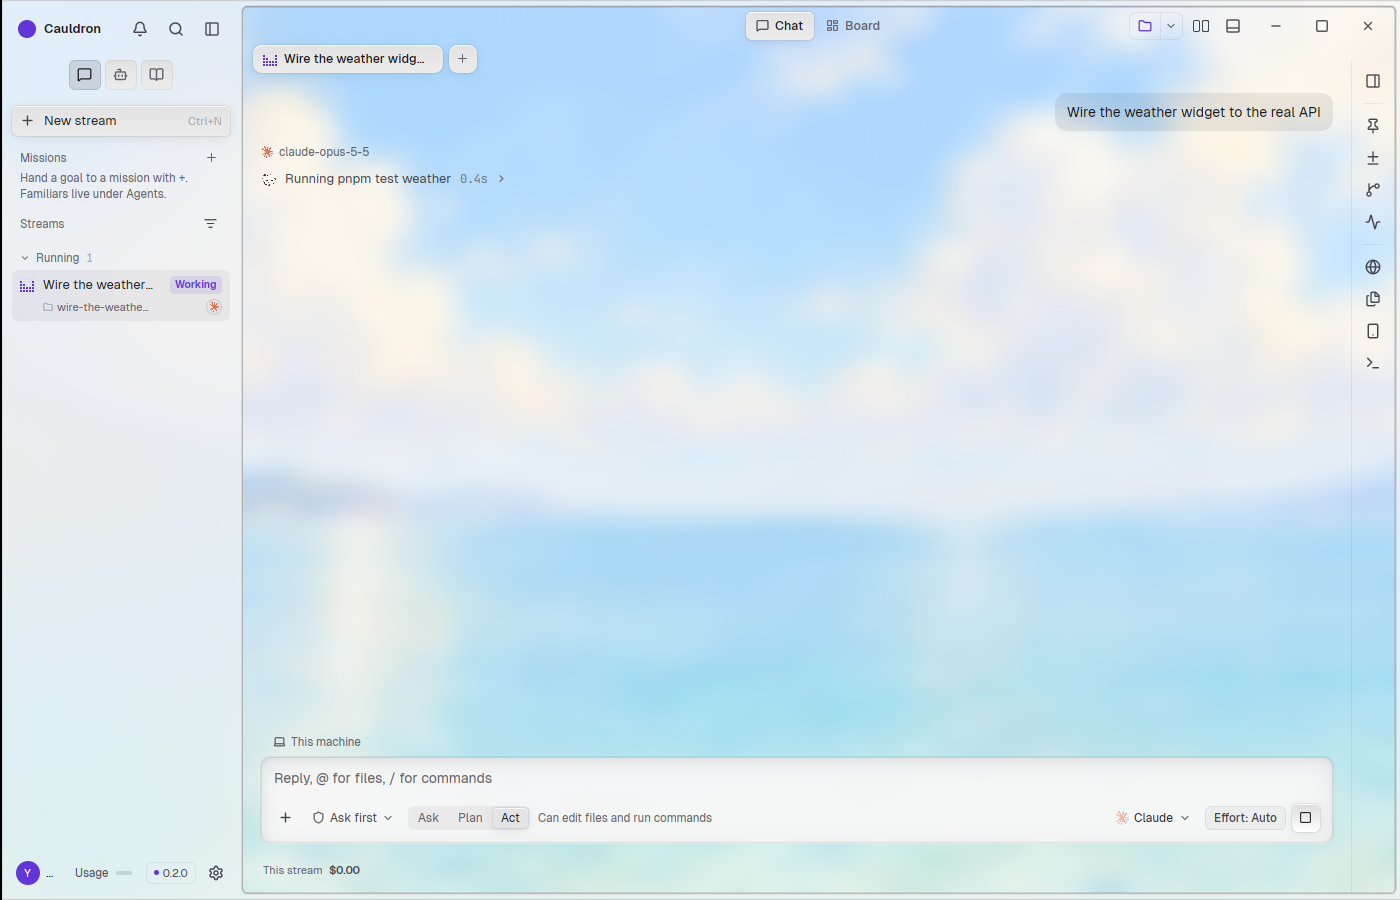 Cauldron
New stream Ctrl+N
Missions
Hand a goal to a mission with +.
Familiars live under Agents.
Streams
Running 1
Wire the weather... Working
wire-the-weathe...
Y ... Usage 0.2.0
Chat Board
Wire the weather widg...
Wire the weather widget to the real API
claude-opus-5-5
Running pnpm test weather 0.4s
This machine
Reply, @ for files, / for commands
Ask first Ask Plan Act Can edit files and run commands Claude Effort: Auto
This stream $0.00